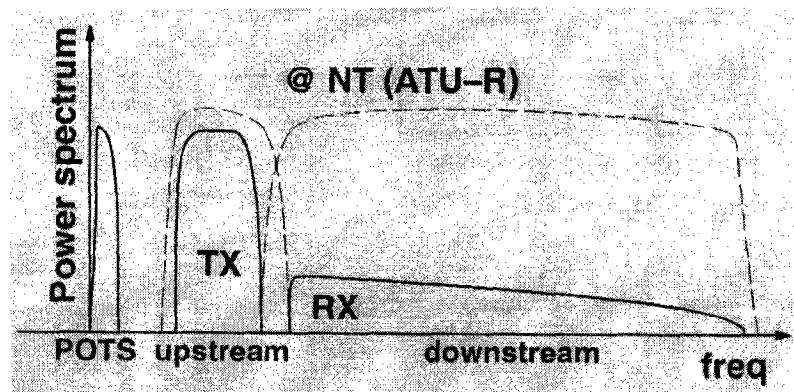 Power spectrum
@ NT (ATU–R)
TX
RX
POTS upstream downstream
freq